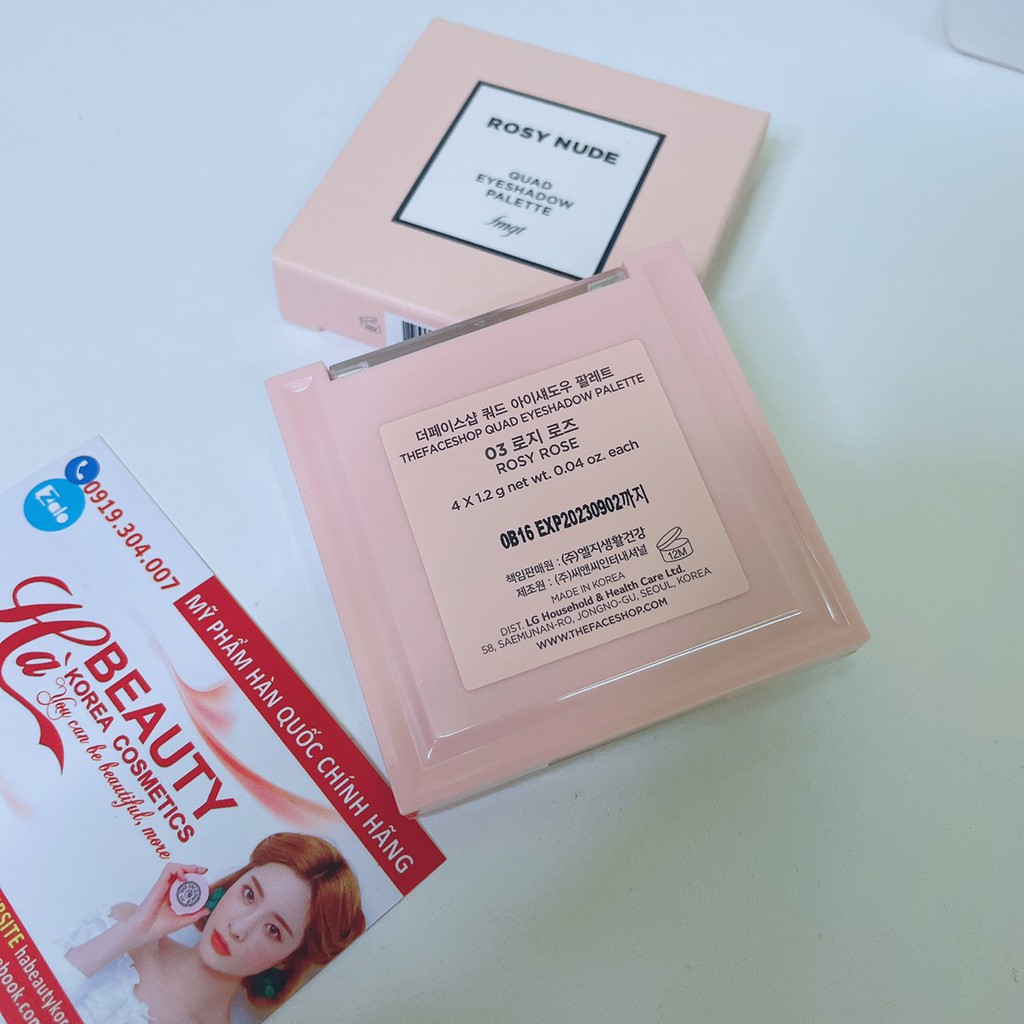 ROSY NUDE
QUAD
EYESHADOW
PALETTE
fmgt
더페이스샵 쿼드 아이섀도우 팔레트
THEFACESHOP QUAD EYESHADOW PALETTE
03 로지 로즈
ROSY ROSE
4 X 1.2 g net wt. 0.04 oz. each
0B16 EXP20230902까지
책임판매원 : (주)엘지생활건강
제조원 : (주)씨앤씨인터내셔널
12M
MADE IN KOREA
DIST. LG Household & Health Care Ltd.
58, SAEMUNAN-RO, JONGNO-GU, SEOUL, KOREA
WWW.THEFACESHOP.COM
Zalo
0919.304.007
MỸ PHẨM HÀN QUỐC CHÍNH HÃNG
Hà BEAUTY
KOREA COSMETICS
You can be beautiful, more
habeautykor